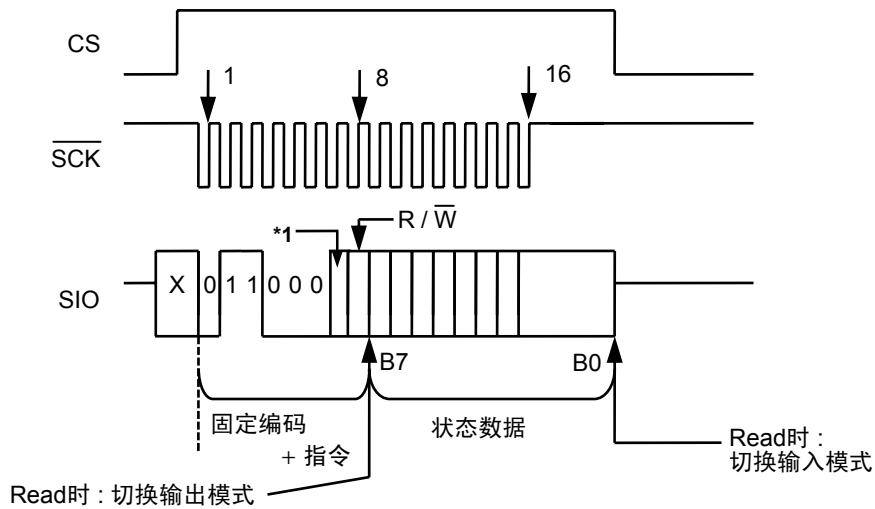 CS
1
8
16
SCK
*1
R / W
SIO
X 0 1 1 0 0 0
B7
B0
固定编码
+ 指令
状态数据
Read时 : 切换输出模式
Read时 :
切换输入模式